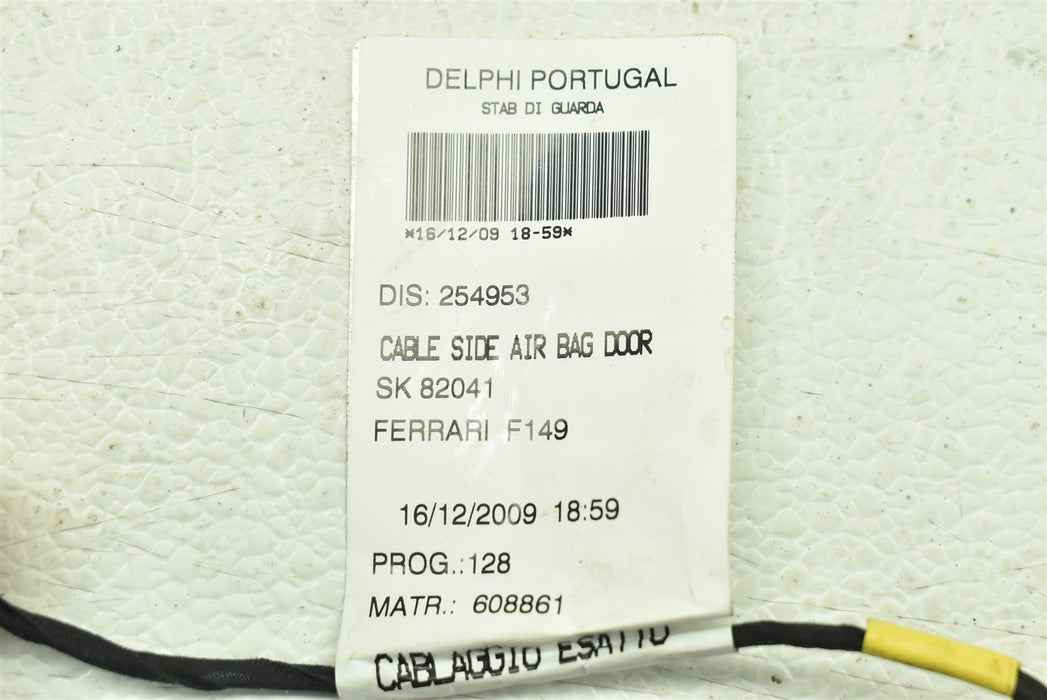 DELPHI PORTUGAL
STAB DI GUARDA
*16/12/09 18-59*
DIS: 254953
CABLE SIDE AIR BAG DOOR
SK 82041
FERRARI F149
16/12/2009 18:59
PROG.:128
MATR.: 608861
CABLAGGIO ESATTO